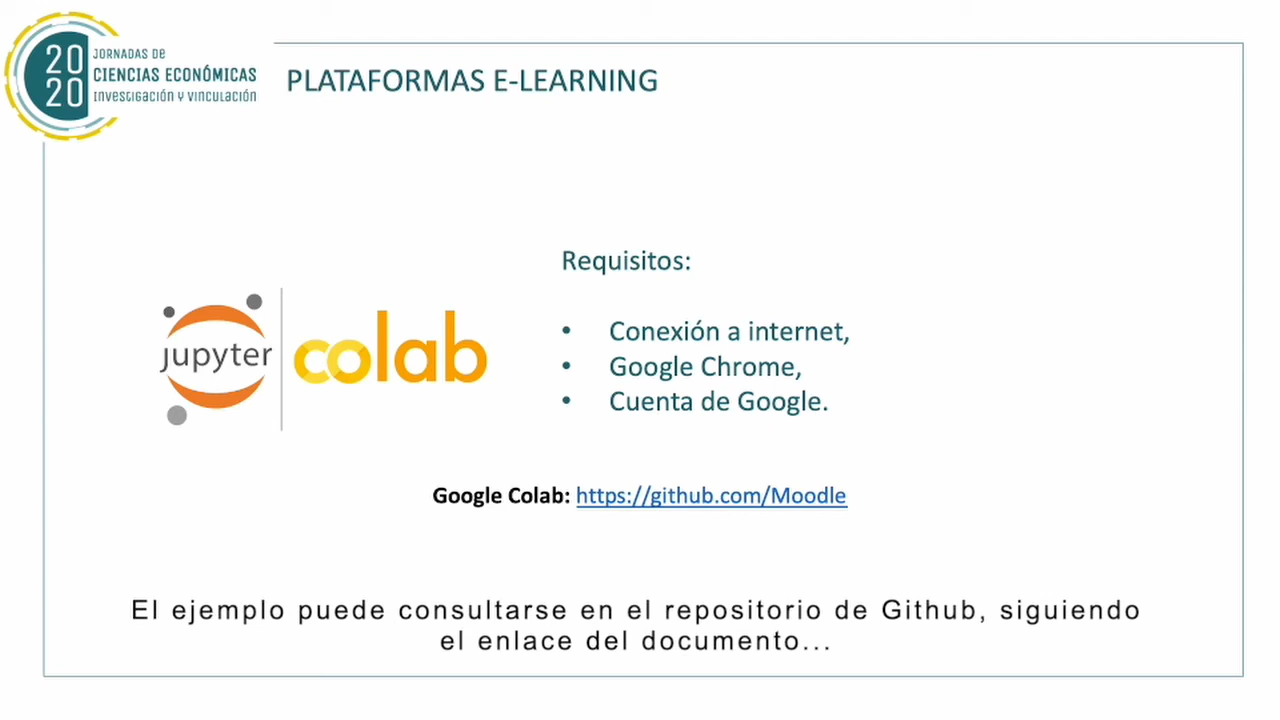 20
20
JORNADAS DE
CIENCIAS ECONÓMICAS
INVESTIGACIÓN Y VINCULACIÓN
PLATAFORMAS E-LEARNING
jupyter
colab
Requisitos:
• Conexión a internet,
• Google Chrome,
• Cuenta de Google.
Google Colab: https://github.com/Moodle
El ejemplo puede consultarse en el repositorio de Github, siguiendo
el enlace del documento...